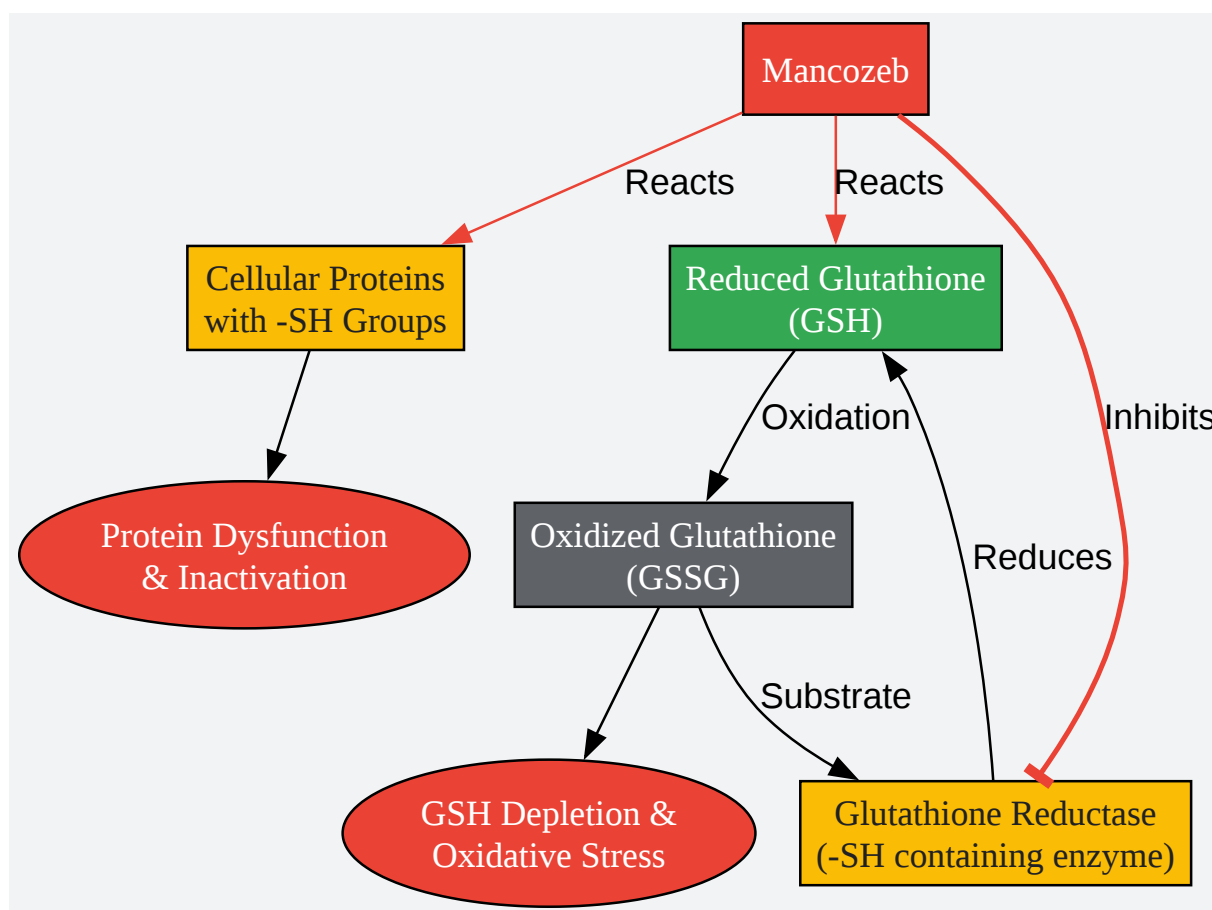 Mancozeb
Reacts
Reacts
Cellular Proteins
with -SH Groups
Reduced Glutathione
(GSH)
Oxidation
Inhibits
Protein Dysfunction
& Inactivation
Oxidized Glutathione
(GSSG)
Reduces
Substrate
GSH Depletion &
Oxidative Stress
Glutathione Reductase
(-SH containing enzyme)